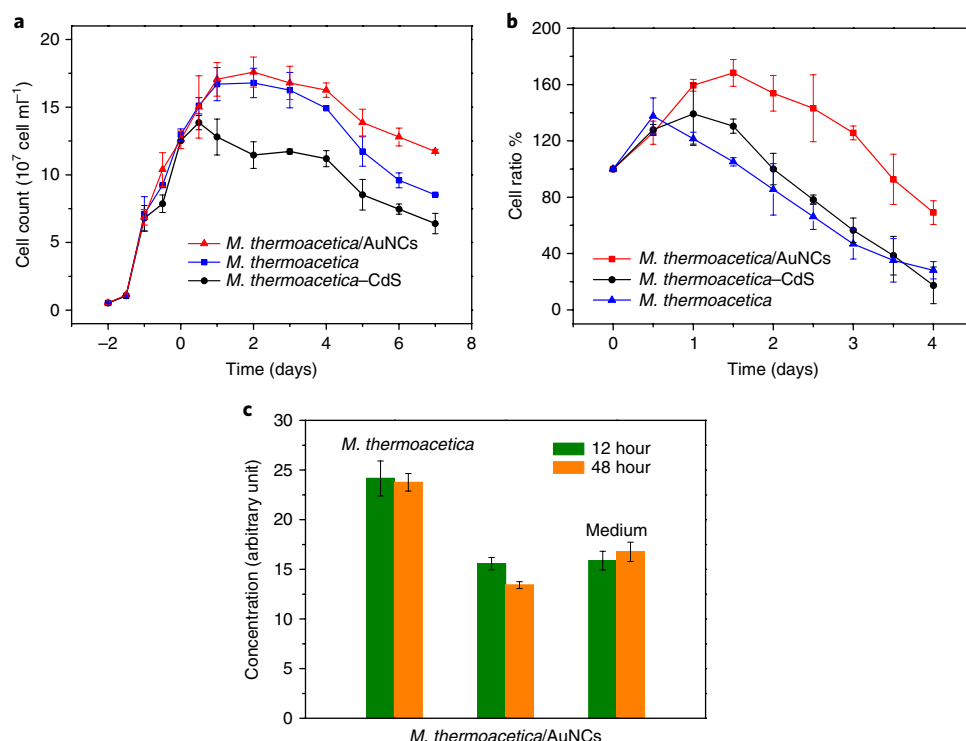 a
20
15
10
5
0
Cell count (10⁷ cell ml⁻¹)
M. thermoacetica/AuNCs
M. thermoacetica
M. thermoacetica–CdS
–2 0 2 4 6 8
Time (days)
b
200
160
120
80
40
0
Cell ratio %
M. thermoacetica/AuNCs
M. thermoacetica–CdS
M. thermoacetica
0 1 2 3 4
Time (days)
c
30
25
20
15
10
5
0
Concentration (arbitrary unit)
M. thermoacetica
12 hour
48 hour
Medium
M. thermoacetica/AuNCs